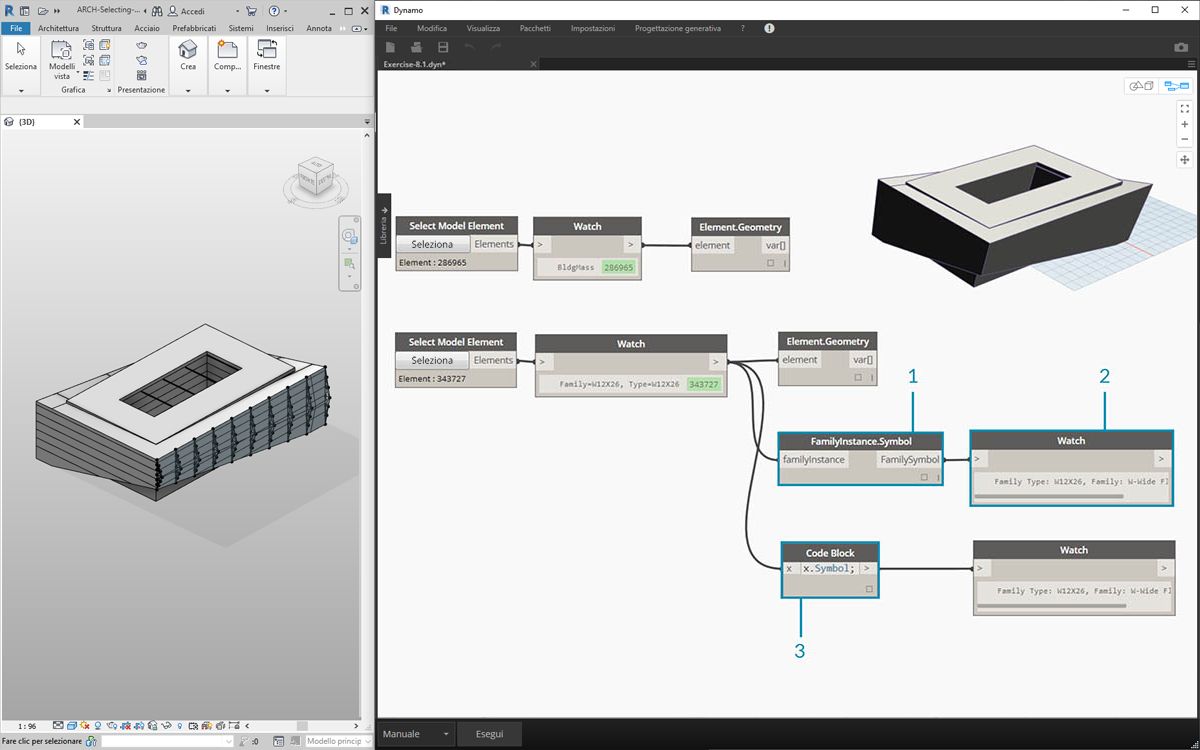 ARCH-Selecting-...
Accedi
File Architettura Struttura Acciaio Prefabbricati Sistemi Inserisci Annota
Seleziona
Modelli vista
Crea
Comp...
Finestre
Grafica
Presentazione
{3D}
1 : 96
Fare clic per selezionare
:0
Modello princip
Dynamo
File Modifica Visualizza Pacchetti Impostazioni Progettazione generativa ?
Exercise-8.1.dyn*
Libreria
Select Model Element
Seleziona Elements
Element : 286965
Watch
> >
BldgMass 286965
Element.Geometry
element var[]
Select Model Element
Seleziona Elements
Element : 343727
Watch
> >
Family=W12X26, Type=W12X26 343727
Element.Geometry
element var[]
1
2
FamilyInstance.Symbol
familyInstance FamilySymbol
Watch
> >
Family Type: W12X26, Family: W-Wide Fl
Code Block
x x.Symbol; >
Watch
> >
Family Type: W12X26, Family: W-Wide Fl
3
Manuale
Esegui